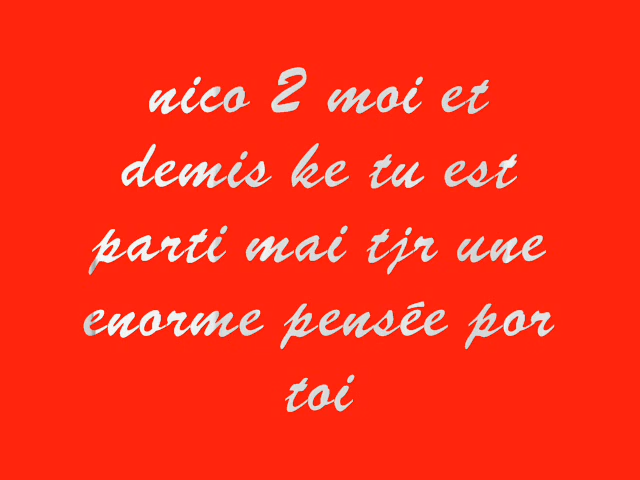 nico 2 moi et
demis ke tu est
parti mai tjr une
enorme pensée por
toi